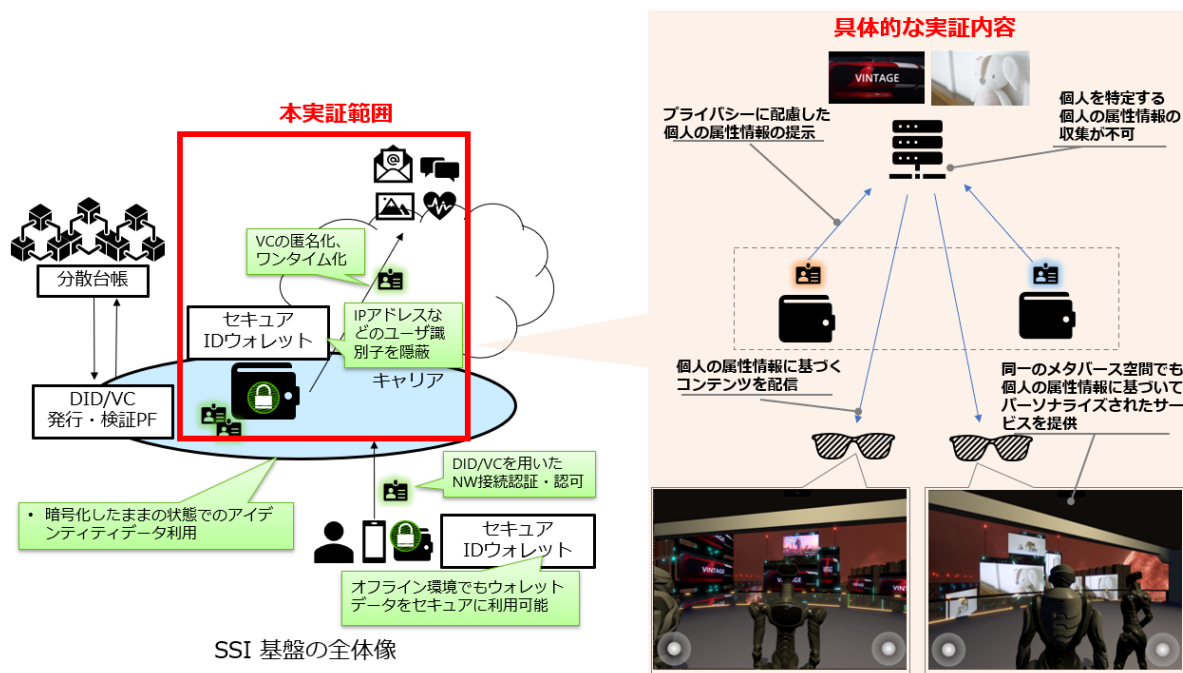 本実証範囲
VCの匿名化、
ワンタイム化
分散台帳
セキュア
IDウォレット
IPアドレスな
どのユーザ識
別子を隠蔽
キャリア
DID/VC
発行・検証PF
DID/VCを用いた
NW接続認証・認可
• 暗号化したままの状態でのアイデ
ンティティデータ利用
セキュア
IDウォレット
オフライン環境でもウォレット
データをセキュアに利用可能
SSI 基盤の全体像
具体的な実証内容
VINTAGE
プライバシーに配慮した
個人の属性情報の提示
個人を特定する
個人の属性情報の
収集が不可
個人の属性情報に基づく
コンテンツを配信
同一のメタバース空間でも
個人の属性情報に基づいて
パーソナライズされたサー
ビスを提供
VINTAGE
VINTAGE
VINTAGE